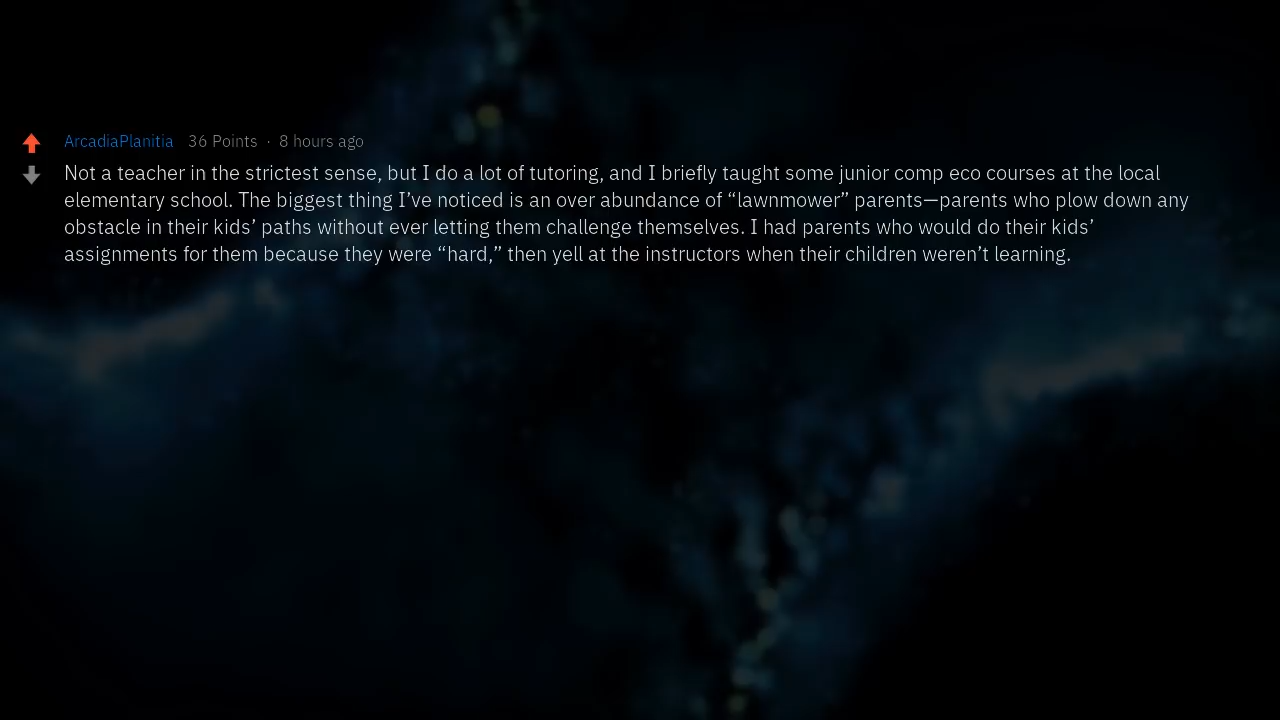 ArcadiaPlanitia 36 Points · 8 hours ago
Not a teacher in the strictest sense, but I do a lot of tutoring, and I briefly taught some junior comp eco courses at the local
elementary school. The biggest thing I’ve noticed is an over abundance of “lawnmower” parents—parents who plow down any
obstacle in their kids’ paths without ever letting them challenge themselves. I had parents who would do their kids’
assignments for them because they were “hard,” then yell at the instructors when their children weren’t learning.